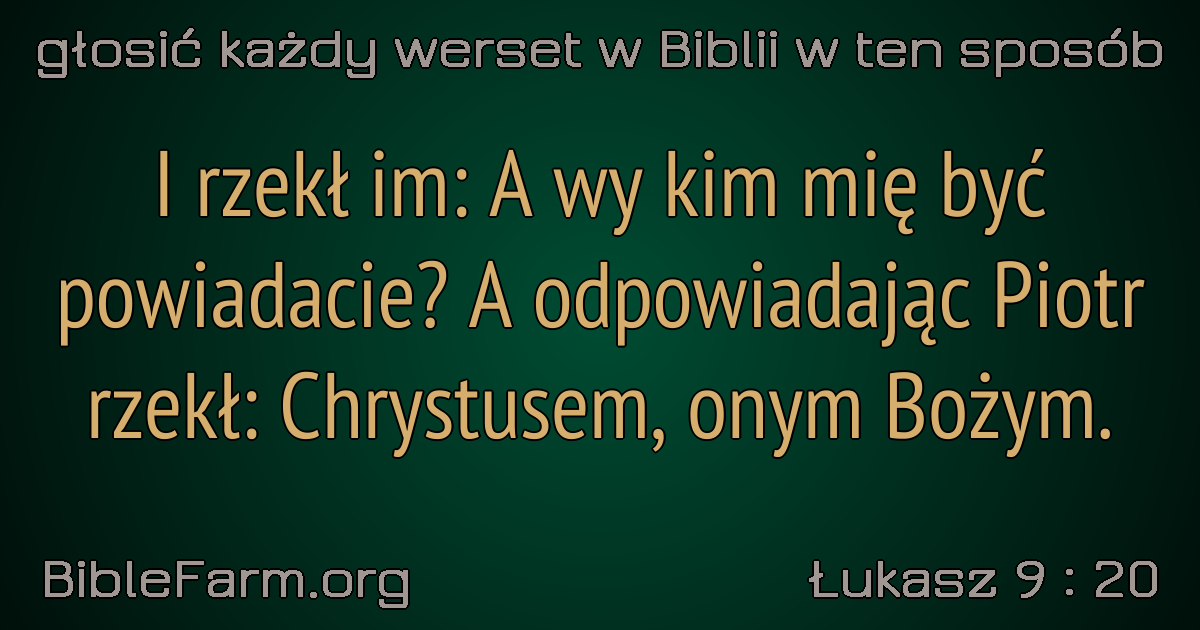 głosić każdy werset w Biblii w ten sposób
I rzekł im: A wy kim mię być
powiadacie? A odpowiadając Piotr
rzekł: Chrystusem, onym Bożym.
BibleFarm.org
Łukasz 9 : 20